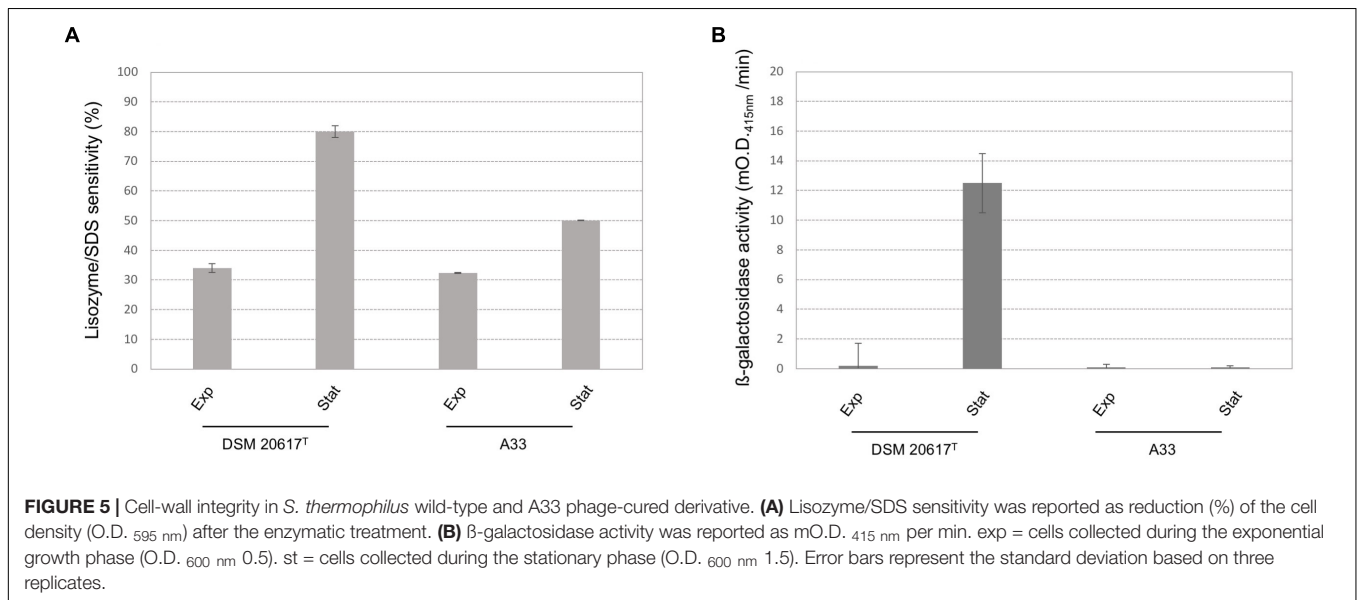 A
Lisozyme/SDS sensitivity (%)
100
90
80
70
60
50
40
30
20
10
0
Exp
Stat
Exp
Stat
DSM 20617T
A33
B
ß-galactosidase activity (mO.D.415nm /min)
20
18
16
14
12
10
8
6
4
2
0
Exp
Stat
Exp
Stat
DSM 20617T
A33
FIGURE 5 | Cell-wall integrity in S. thermophilus wild-type and A33 phage-cured derivative. (A) Lisozyme/SDS sensitivity was reported as reduction (%) of the cell
density (O.D. 595 nm) after the enzymatic treatment. (B) ß-galactosidase activity was reported as mO.D. 415 nm per min. exp = cells collected during the exponential
growth phase (O.D. 600 nm 0.5). st = cells collected during the stationary phase (O.D. 600 nm 1.5). Error bars represent the standard deviation based on three
replicates.